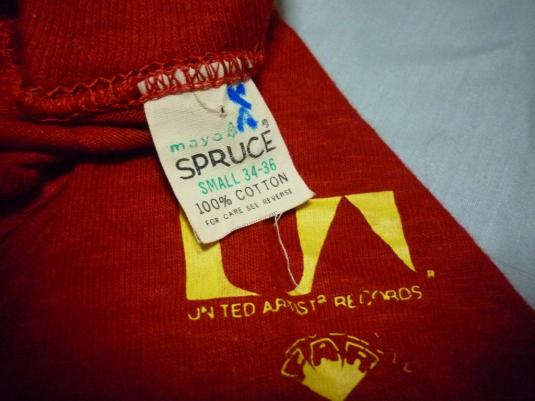 mayo
SPRUCE
SMALL 34-36
100% COTTON
FOR CARE SEE REVERSE
UA
®
UNITED ARTISTS RECORDS